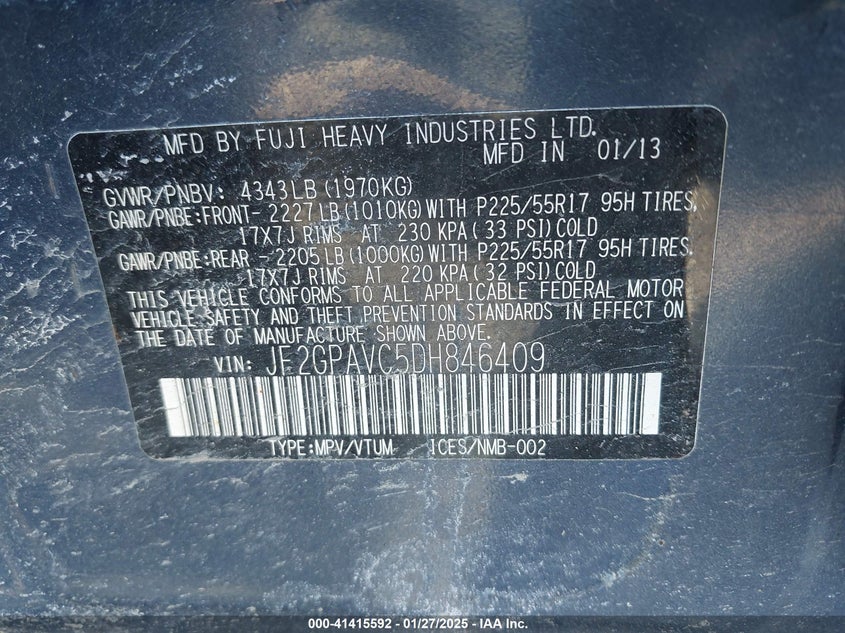 MFD BY FUJI HEAVY INDUSTRIES LTD.
MFD IN 01/13
GVWR/PNBV: 4343LB (1970KG)
GAWR/PNBE:FRONT- 2227LB(1010KG)WITH P225/55R17 95H TIRES,
17X7J RIMS AT 230 KPA(33 PSI)COLD
GAWR/PNBE:REAR - 2205LB(1000KG)WITH P225/55R17 95H TIRES,
17X7J RIMS AT 220 KPA(32 PSI)COLD
THIS VEHICLE CONFORMS TO ALL APPLICABLE FEDERAL MOTOR
VEHICLE SAFETY AND THEFT PREVENTION STANDARDS IN EFFECT ON
THE DATE OF MANUFACTURE SHOWN ABOVE.
VIN: JF2GPAVC5DH846409
TYPE:MPV/VTUM ICES/NMB-002
000-41415592 - 01/27/2025 - IAA Inc.